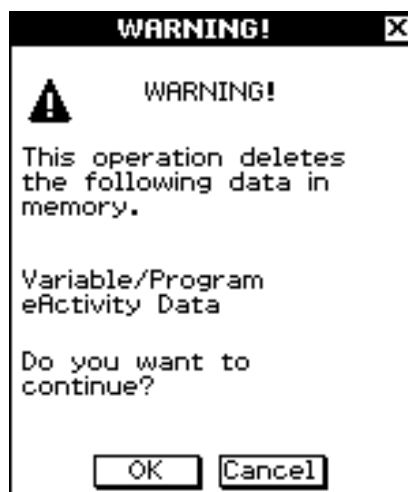 WARNING!
WARNING!
This operation deletes
the following data in
memory.
Variable/Program
eActivity Data
Do you want to
continue?
OK Cancel